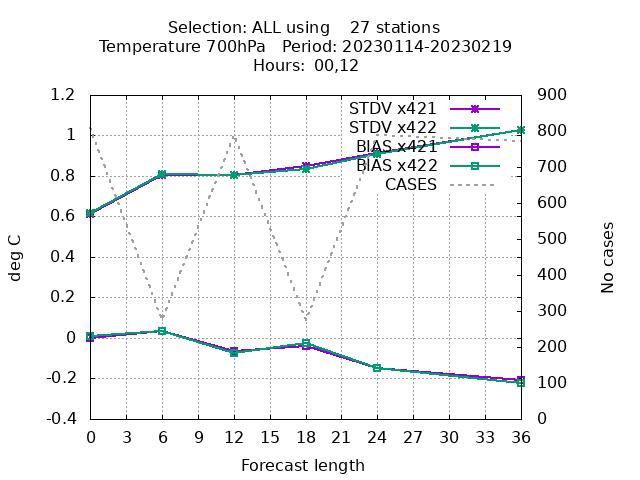 Selection: ALL using 27 stations
Temperature 700hPa Period: 20230114-20230219
Hours: 00,12
STDV x421
STDV x422
BIAS x421
BIAS x422
CASES
1.2
1
0.8
0.6
0.4
0.2
0
-0.2
-0.4
deg C
900
800
700
600
500
400
300
200
100
0
No cases
0 3 6 9 12 15 18 21 24 27 30 33 36
Forecast length